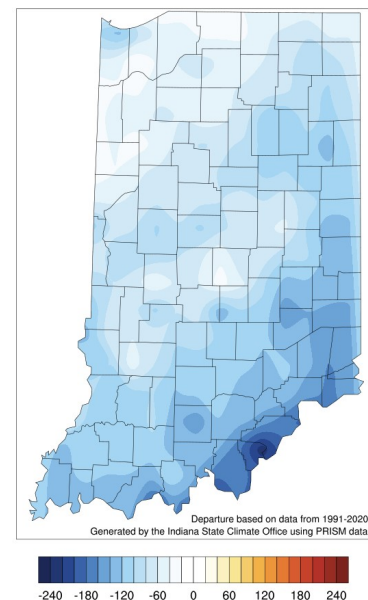 Departure based on data from 1991-2020
Generated by the Indiana State Climate Office using PRISM data
-240 -180 -120 -60 0 60 120 180 240